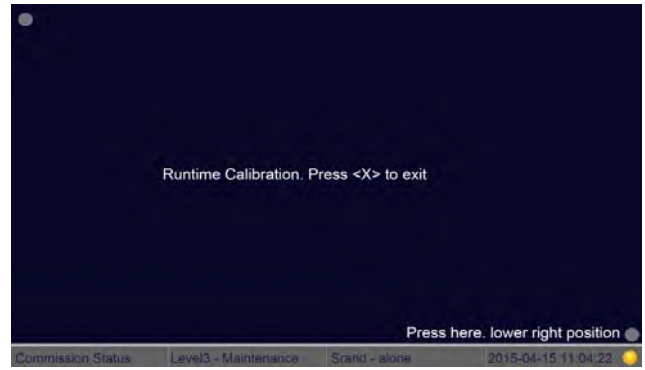 Runtime Calibration. Press <X> to exit
Press here. lower right position
Commission Status Level3 - Maintenance Srand - alone 2015-04-15 11:04:22